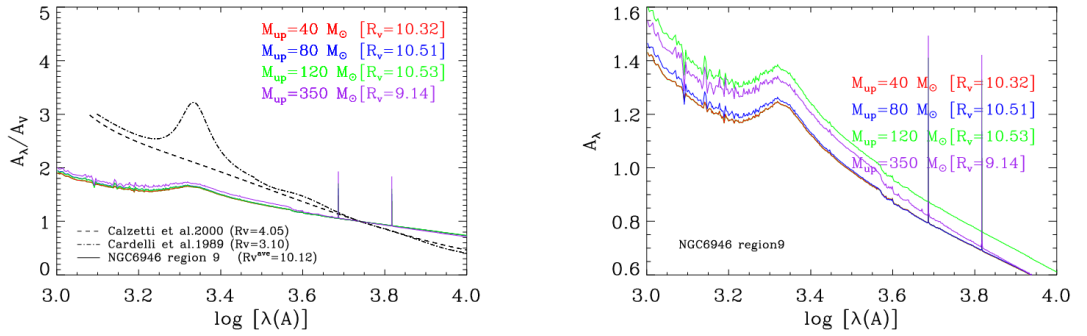 M_up=40 M_⊙ [R_v=10.32]
M_up=80 M_⊙ [R_v=10.51]
M_up=120 M_⊙[R_v=10.53]
M_up=350 M_⊙[R_v=9.14]
A_λ/A_V
5
4
3
2
1
0
Calzetti et al.2000 (Rv=4.05)
Cardelli et al.1989 (Rv=3.10)
NGC6946 region 9 (Rv^ave=10.12)
3.0 3.2 3.4 3.6 3.8 4.0
log [λ(A)]
1.6
1.4
1.2
1.0
0.8
0.6
A_λ
M_up=40 M_⊙ [R_v=10.32]
M_up=80 M_⊙ [R_v=10.51]
M_up=120 M_⊙[R_v=10.53]
M_up=350 M_⊙[R_v=9.14]
NGC6946 region9
3.0 3.2 3.4 3.6 3.8 4.0
log [λ(A)]